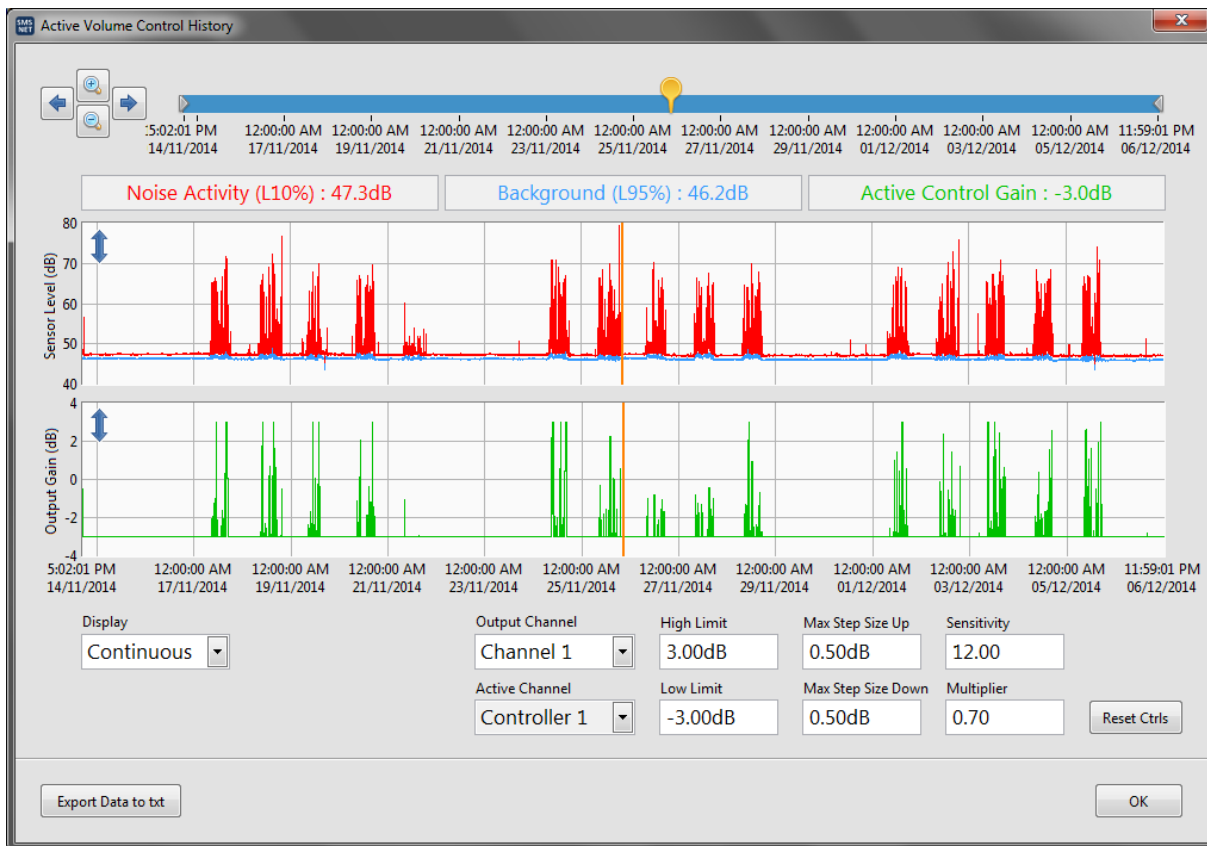 SMS NET Active Volume Control History
5:02:01 PM 12:00:00 AM 12:00:00 AM 12:00:00 AM 12:00:00 AM 12:00:00 AM 12:00:00 AM 12:00:00 AM 12:00:00 AM 12:00:00 AM 12:00:00 AM 11:59:01 PM
14/11/2014 17/11/2014 19/11/2014 21/11/2014 23/11/2014 25/11/2014 27/11/2014 29/11/2014 01/12/2014 03/12/2014 05/12/2014 06/12/2014
Noise Activity (L10%) : 47.3dB
Background (L95%) : 46.2dB
Active Control Gain : -3.0dB
Sensor Level (dB)
80
70
60
50
40
Output Gain (dB)
4
2
0
-2
-4
5:02:01 PM 12:00:00 AM 12:00:00 AM 12:00:00 AM 12:00:00 AM 12:00:00 AM 12:00:00 AM 12:00:00 AM 12:00:00 AM 12:00:00 AM 12:00:00 AM 11:59:01 PM
14/11/2014 17/11/2014 19/11/2014 21/11/2014 23/11/2014 25/11/2014 27/11/2014 29/11/2014 01/12/2014 03/12/2014 05/12/2014 06/12/2014
Display
Continuous
Output Channel High Limit Max Step Size Up Sensitivity
Channel 1 3.00dB 0.50dB 12.00
Active Channel Low Limit Max Step Size Down Multiplier
Controller 1 -3.00dB 0.50dB 0.70
Reset Ctrls
Export Data to txt
OK